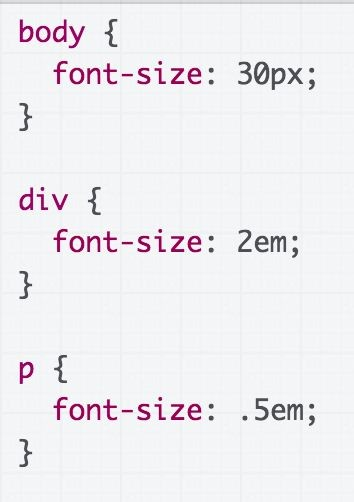 body {
  font-size: 30px;
}

div {
  font-size: 2em;
}

p {
  font-size: .5em;
}